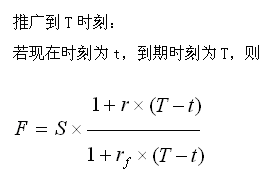 推广到T时刻：
若现在时刻为t，到期时刻为T，则
F = S × \frac{1 + r × (T − t)}{1 + r_f × (T − t)}